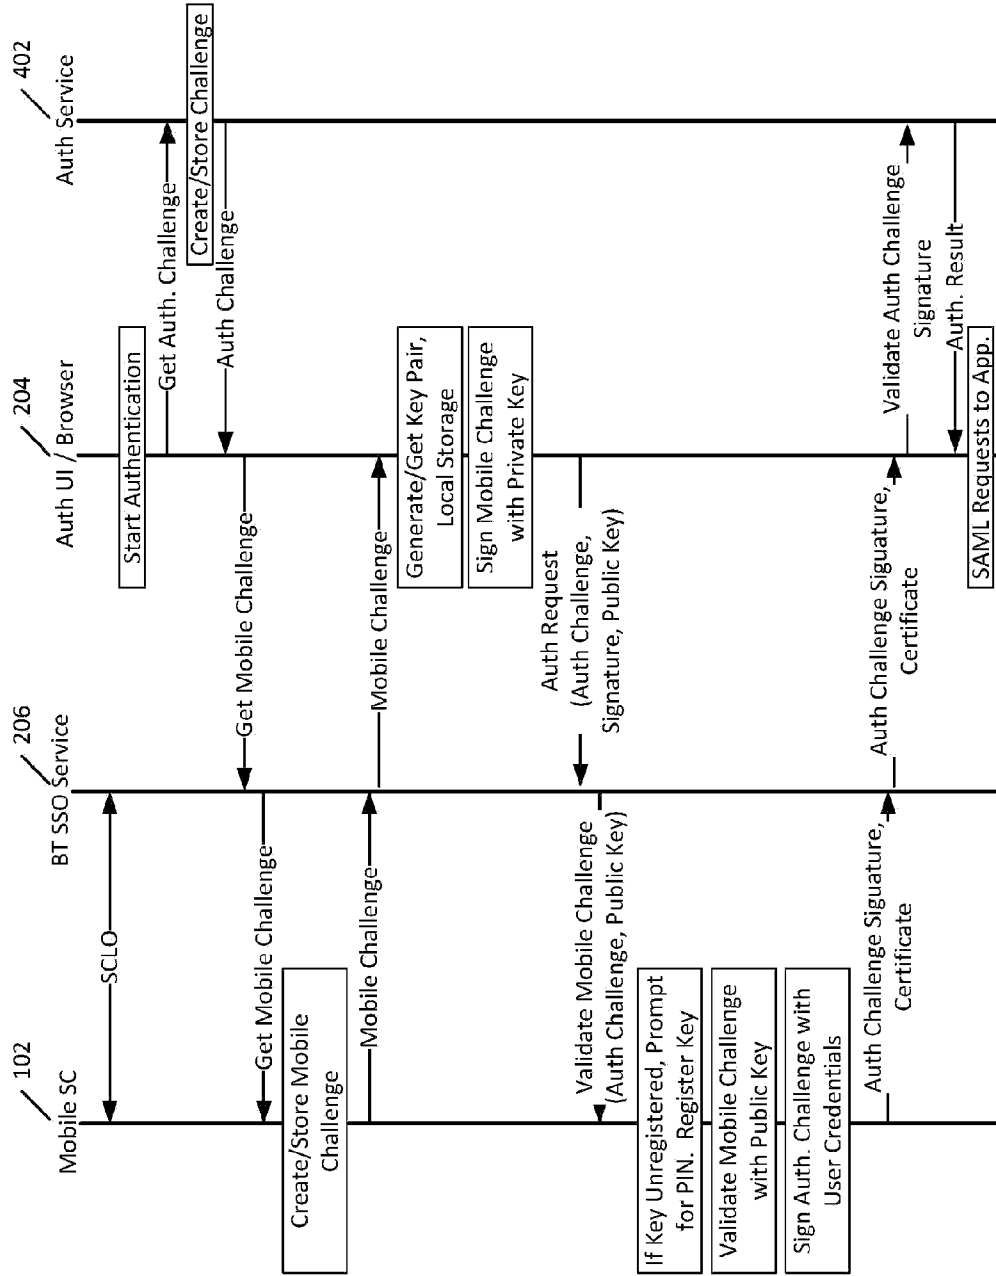 102
Mobile SC
206
BT SSO Service
204
Auth UI / Browser
402
Auth Service
SCLO
Start Authentication
Get Auth. Challenge
Create/Store Challenge
Auth Challenge
Get Mobile Challenge
Get Mobile Challenge
Create/Store Mobile
Challenge
Mobile Challenge
Mobile Challenge
Generate/Get Key Pair,
Local Storage
Sign Mobile Challenge
with Private Key
Auth Request
(Auth Challenge,
Signature, Public Key)
Validate Mobile Challenge
(Auth Challenge, Public Key)
If Key Unregistered, Prompt
for PIN. Register Key
Validate Mobile Challenge
with Public Key
Sign Auth. Challenge with
User Credentials
Auth Challenge Siguature,
Certificate
Auth Challenge Siguature,
Certificate
Validate Auth Challenge
Signature
Auth. Result
SAML Requests to App.